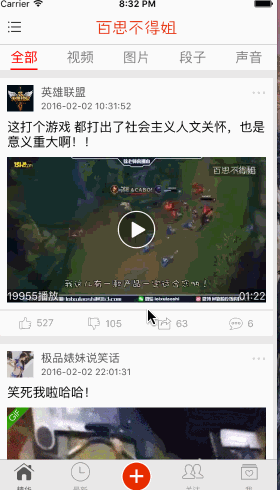 Carrier 8:32 PM
百思不得姐
全部 视频 图片 段子 声音
英雄联盟
2016-02-02 10:31:52
这打个游戏 都打出了社会主义人文关怀，也是
意义重大啊！！
百思不得姐
19955播放 01:22
527 105 63 6
极品婊妹说笑话
2016-02-02 22:01:31
笑死我啦哈哈！
GIF